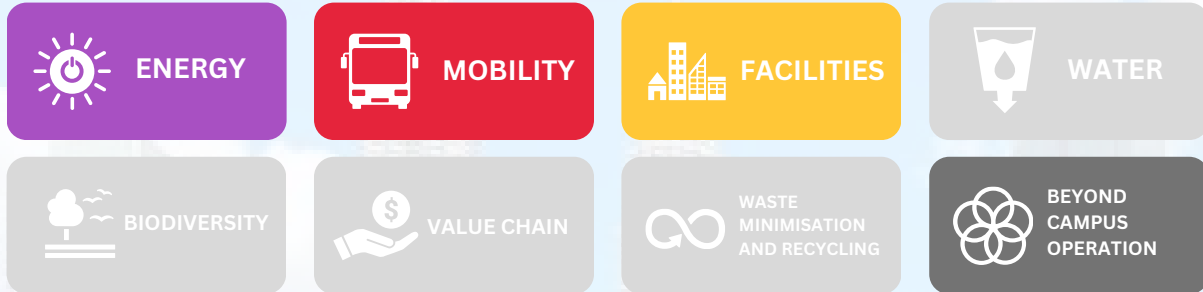 ENERGY
MOBILITY
FACILITIES
WATER
BIODIVERSITY
$
VALUE CHAIN
WASTE
MINIMISATION
AND RECYCLING
BEYOND
CAMPUS
OPERATION